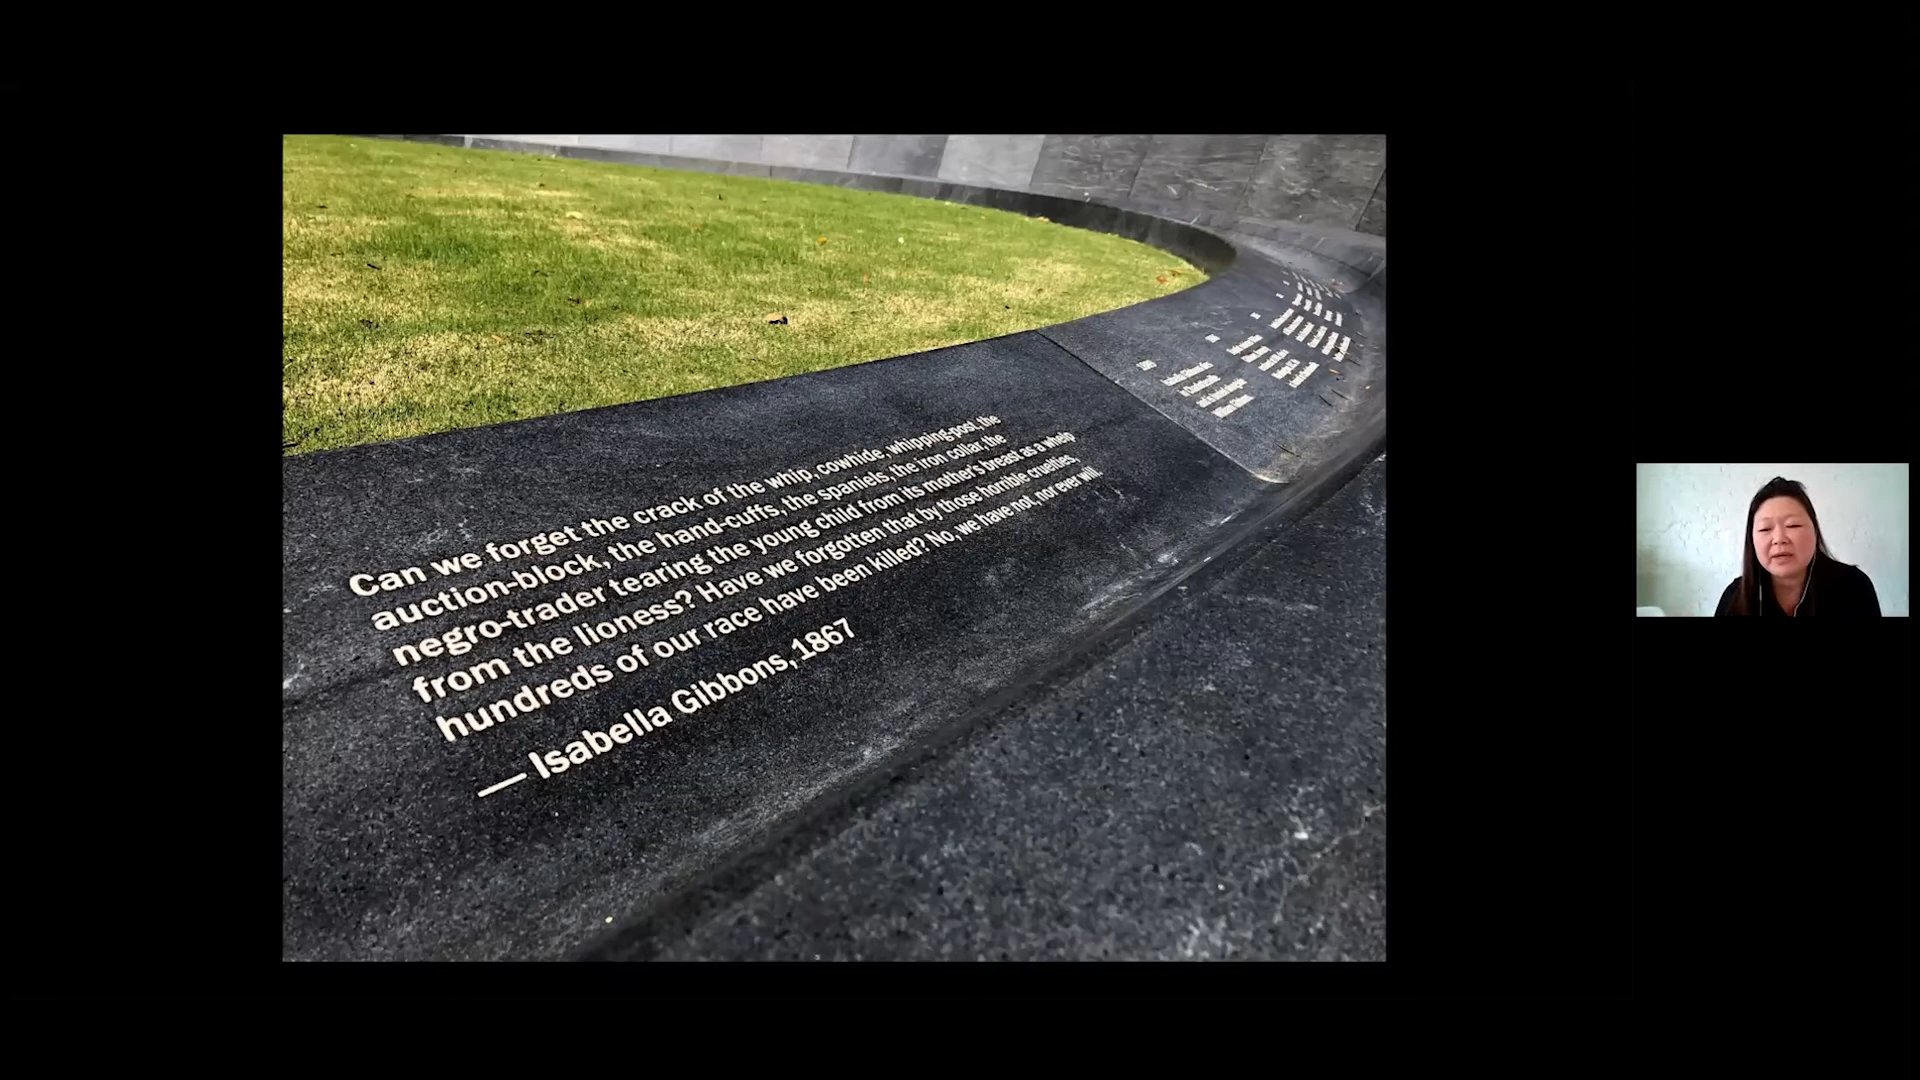 Can we forget the crack of the whip, cowhide, whipping-post, the
auction-block, the hand-cuffs, the spaniels, the iron collar, the
negro-trader tearing the young child from its mother's breast as a whelp
from the lioness? Have we forgotten that by those horrible cruelties,
hundreds of our race have been killed? No, we have not, nor ever will.
— Isabella Gibbons, 1867